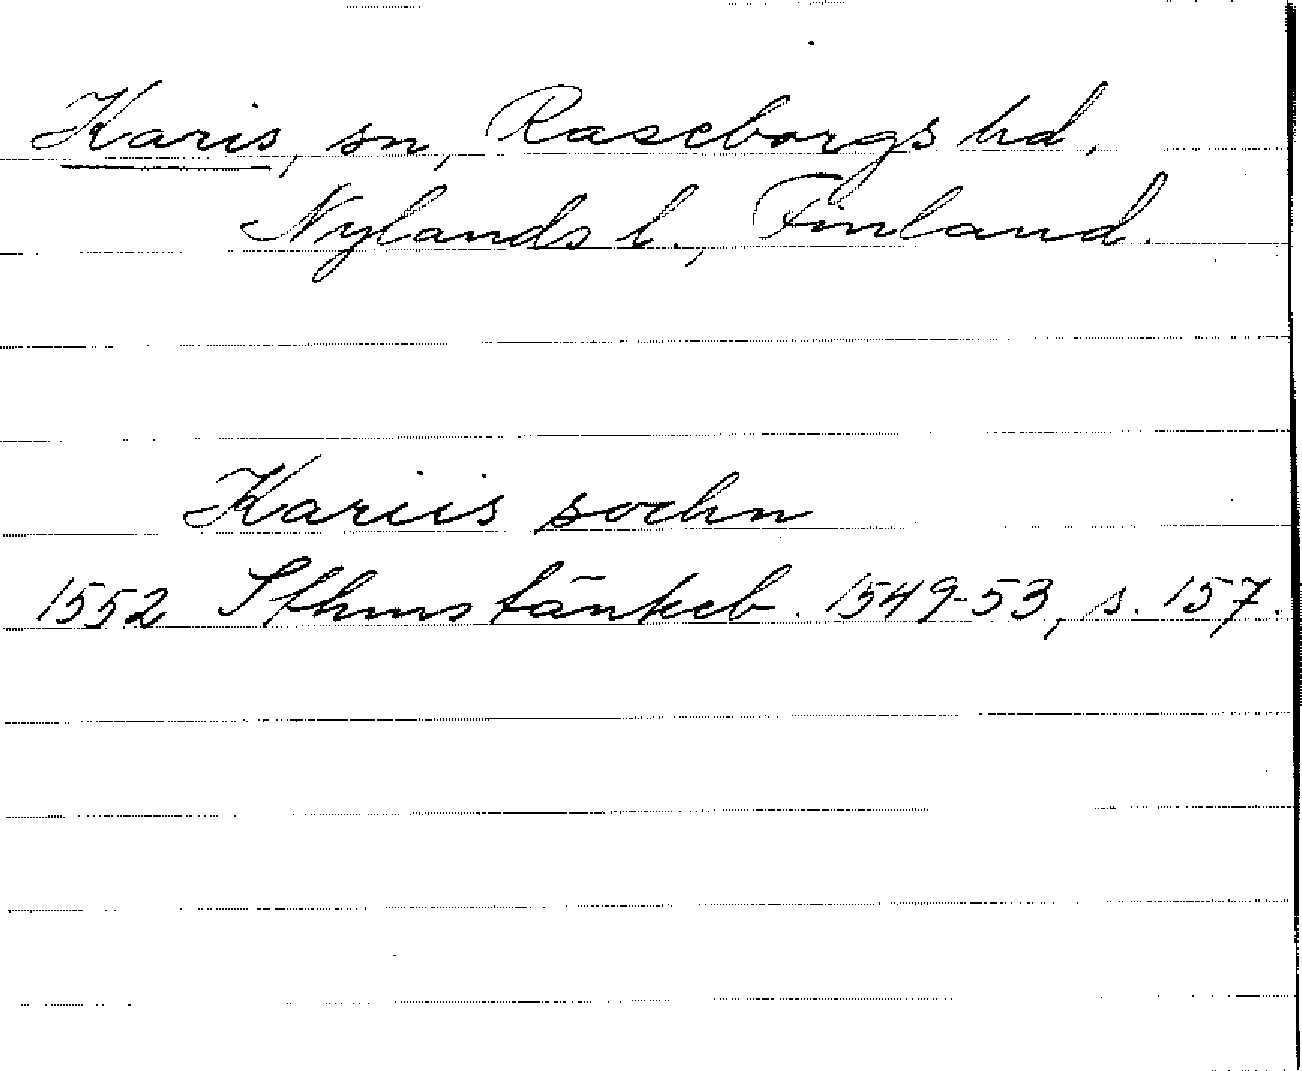 Karis, sn, Raseborgs hd,
Nylands l., Finland.
Kariis sochn
1552 Sthms tänkeb. 1549-53, s. 157.